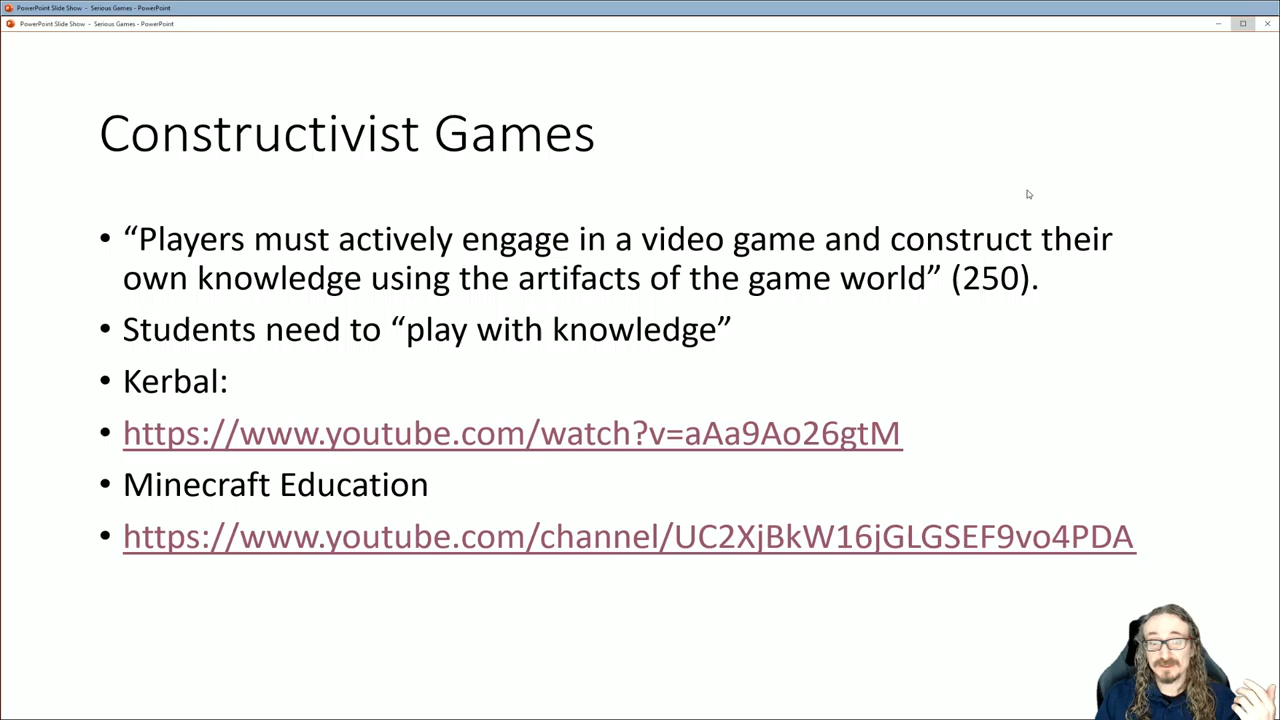 PowerPoint Slide Show - Serious Games - PowerPoint
PowerPoint Slide Show - Serious Games - PowerPoint
Constructivist Games
• “Players must actively engage in a video game and construct their
own knowledge using the artifacts of the game world” (250).
• Students need to “play with knowledge”
• Kerbal:
• https://www.youtube.com/watch?v=aAa9Ao26gtM
• Minecraft Education
• https://www.youtube.com/channel/UC2XjBkW16jGLGSEF9vo4PDA